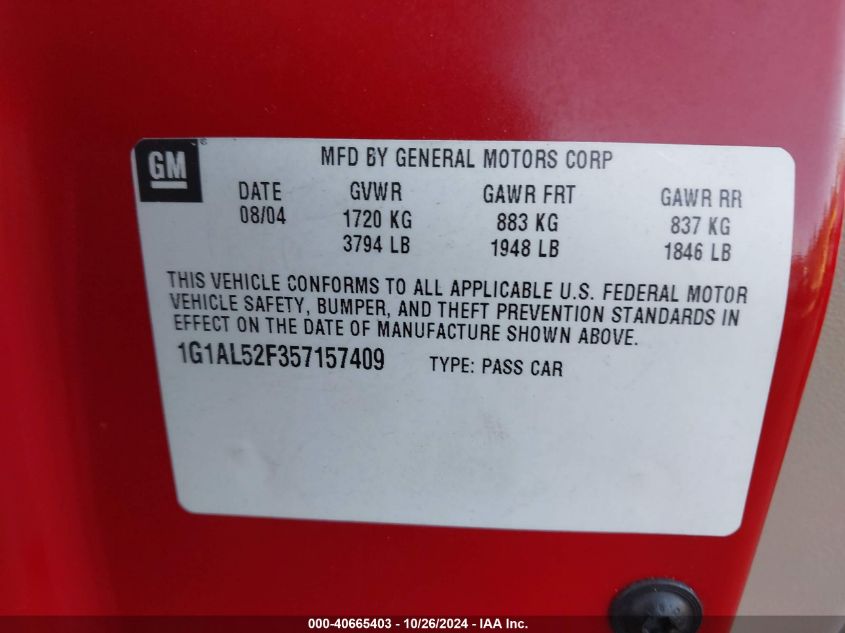 GM
MFD BY GENERAL MOTORS CORP
DATE GVWR GAWR FRT GAWR RR
08/04 1720 KG 883 KG 837 KG
3794 LB 1948 LB 1846 LB
THIS VEHICLE CONFORMS TO ALL APPLICABLE U.S. FEDERAL MOTOR
VEHICLE SAFETY, BUMPER, AND THEFT PREVENTION STANDARDS IN
EFFECT ON THE DATE OF MANUFACTURE SHOWN ABOVE.
1G1AL52F357157409 TYPE: PASS CAR
000-40665403 - 10/26/2024 - IAA Inc.